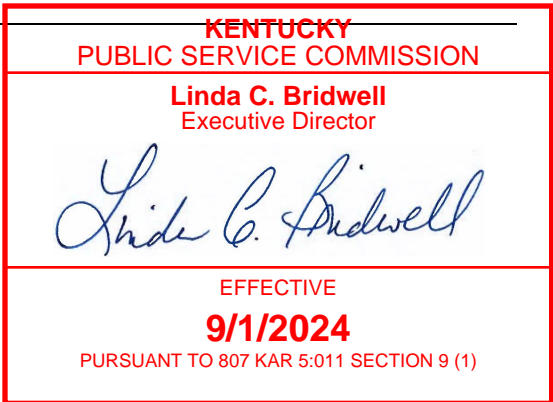 KENTUCKY
PUBLIC SERVICE COMMISSION
Linda C. Bridwell
Executive Director
Linda C. Bridwell
EFFECTIVE
9/1/2024
PURSUANT TO 807 KAR 5:011 SECTION 9 (1)